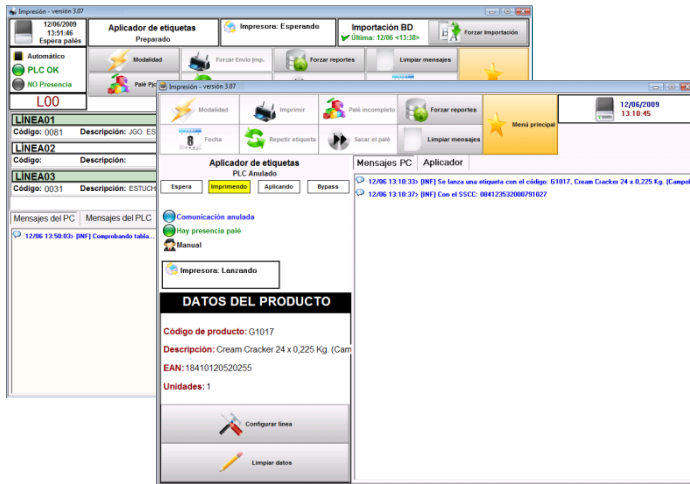 Impresión - versión 3.07
12/06/2009
13:51:46
Espera palés
Aplicador de etiquetas
Preparado
Impresora: Esperando
Importación BD
Última: 12/06 <13:38>
Forzar Importación
Automático
PLC OK
NO Presencia
Modalidad
Forzar Envio Imp.
Forzar reportes
Limpiar mensajes
Palé
L00
LÍNEA01
Código: 0081 Descripción: JGO. ES
LÍNEA02
Código: Descripción:
LÍNEA03
Código: 0031 Descripción: ESTUCH
Mensajes del PC Mensajes del PLC
12/06 13:50:03> [INF] Comprobando tabla...
Impresión - versión 3.07
Modalidad
Imprimir
Palé incompleto
Forzar reportes
Menú principal
12/06/2009
13:10:45
8
Fecha
Repetir etiqueta
Sacar el palé
Limpiar mensajes
Aplicador de etiquetas
PLC Anulado
Espera Imprimendo Aplicando Bypass
Mensajes PC Aplicador
12/06 13:10:33> [INF] Se lanza una etiqueta con el código: G1017, Cream Cracker 24 x 0,225 Kg. (Campof
12/06 13:10:37> [INF] Con el SSCC: 004123532000791027
Comunicación anulada
Hay presencia palé
Manual
Impresora: Lanzando
DATOS DEL PRODUCTO
Código de producto: G1017
Descripción: Cream Cracker 24 x 0,225 Kg. (Cam
EAN: 18410120520255
Unidades: 1
Configurar línea
Limpiar datos